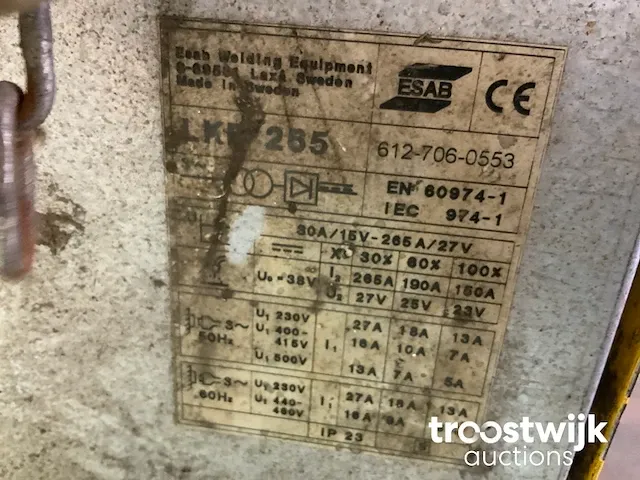 Esab Welding Equipment
Laxå Sweden
Made in Sweden
ESAB
CE
265
612-706-0553
EN 60974-1
IEC 974-1
30A/15V-265A/27V
X 30% 60% 100%
I₂ 265A 190A 150A
U₀=38V
U₂ 27V 25V 23V
3~
50Hz
U₁ 230V 27A 18A 13A
U₁ 400-415V I₁ 16A 10A 7A
U₁ 500V 13A 7A 5A
3~
60Hz
U₁ 230V I₁ 27A 18A 13A
U₁ 440-460V 16A 9A
IP 23
troostwijk
auctions